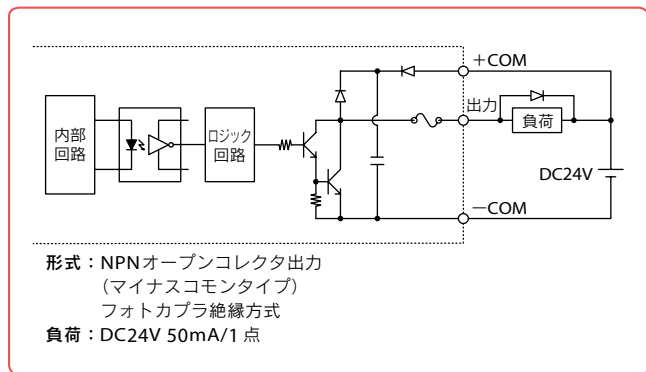 +COM
出力
内部
回路
ロジック
回路
負荷
DC24V
−COM
形式：NPNオープンコレクタ出力
（マイナスコモンタイプ）
フォトカプラ絶縁方式
負荷：DC24V 50mA/1 点